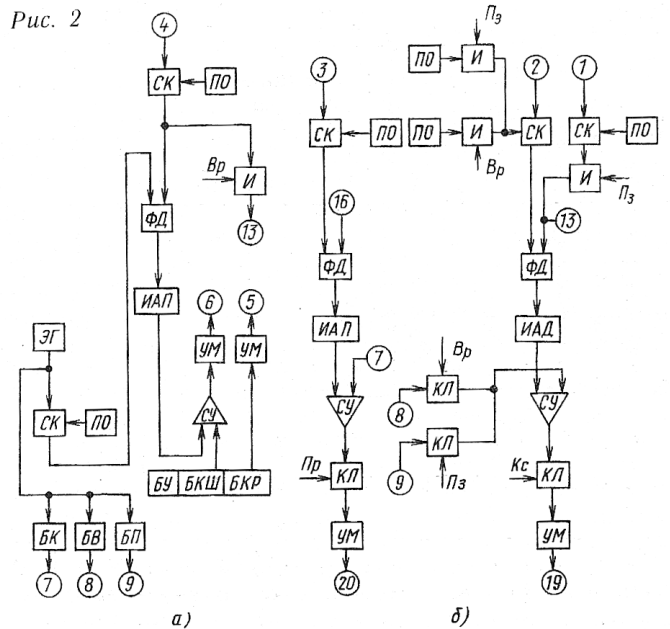 Рис. 2
4
СК ПО
Вр И
13
ФД
ИАП
6 5
УМ УМ
ЭГ
СУ
СК ПО
БУ БКШ БКР
БК БВ БП
7 8 9
а)
Пз
ПО И
3 2 1
СК ПО ПО И СК СК ПО
Вр
И Пз
16 13
ФД ФД
ИАП ИАД
Вр
7
КЛ
8
СУ СУ
КЛ
9 Пз
Пр КЛ Кс КЛ
УМ УМ
20 19
б)